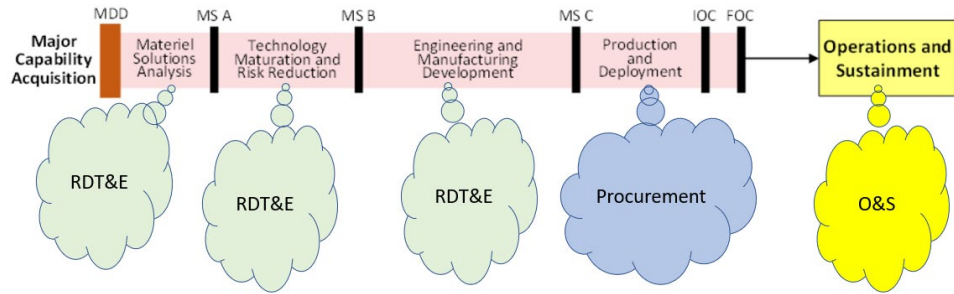 MDD
MS A
MS B
MS C
IOC
FOC
Major
Capability
Acquisition
Materiel
Solutions
Analysis
Technology
Maturation and
Risk Reduction
Engineering and
Manufacturing
Development
Production
and
Deployment
Operations and
Sustainment
RDT&E
RDT&E
RDT&E
Procurement
O&S